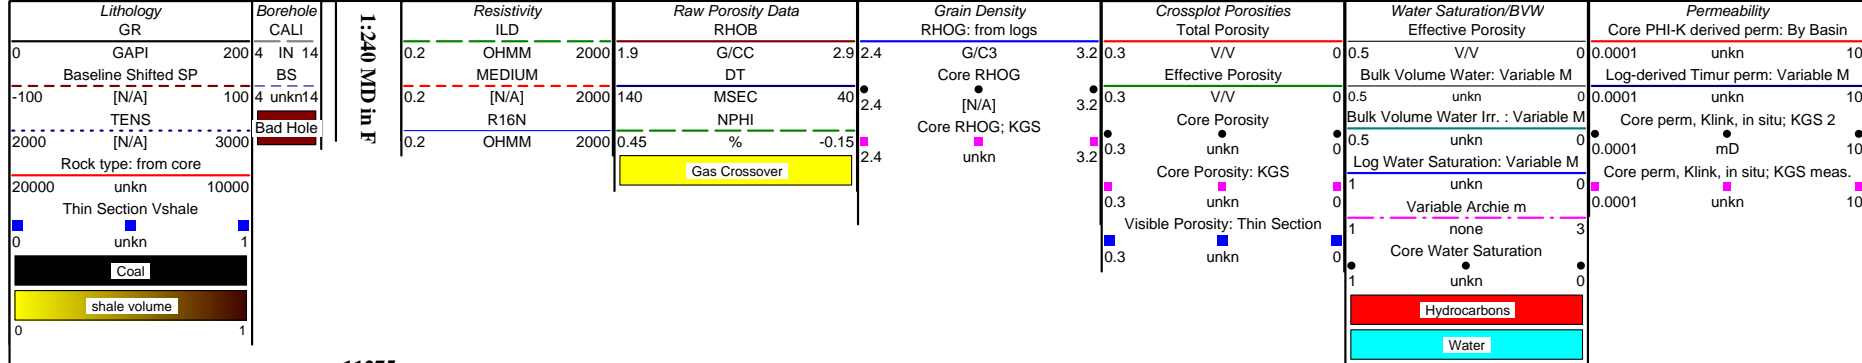 Lithology
GR
0 GAPI 200
Baseline Shifted SP
-100 [N/A] 100
TENS
2000 [N/A] 3000
Rock type: from core
20000 unkn 10000
Thin Section Vshale
0 unkn 1
Coal
shale volume
0 1
Borehole
CALI
4 IN 14
BS
4 unkn14
Bad Hole
1:240 MD in F
Resistivity
ILD
0.2 OHMM 2000
MEDIUM
0.2 [N/A] 2000
R16N
0.2 OHMM 2000
Raw Porosity Data
RHOB
1.9 G/CC 2.9
DT
140 MSEC 40
NPHI
0.45 % -0.15
Gas Crossover
Grain Density
RHOG: from logs
2.4 G/C3 3.2
Core RHOG
2.4 [N/A] 3.2
Core RHOG; KGS
2.4 unkn 3.2
Crossplot Porosities
Total Porosity
0.3 V/V 0
Effective Porosity
0.3 V/V 0
Core Porosity
0.3 unkn 0
Core Porosity: KGS
0.3 unkn 0
Visible Porosity: Thin Section
0.3 unkn 0
Water Saturation/BVW
Effective Porosity
0.5 V/V 0
Bulk Volume Water: Variable M
0.5 unkn 0
Bulk Volume Water Irr. : Variable M
0.5 unkn 0
Log Water Saturation: Variable M
1 unkn 0
Variable Archie m
1 none 3
Core Water Saturation
1 unkn 0
Hydrocarbons
Water
Permeability
Core PHI-K derived perm: By Basin
0.0001 unkn 10
Log-derived Timur perm: Variable M
0.0001 unkn 10
Core perm, Klink, in situ; KGS 2
0.0001 mD 10
Core perm, Klink, in situ; KGS meas.
0.0001 unkn 10